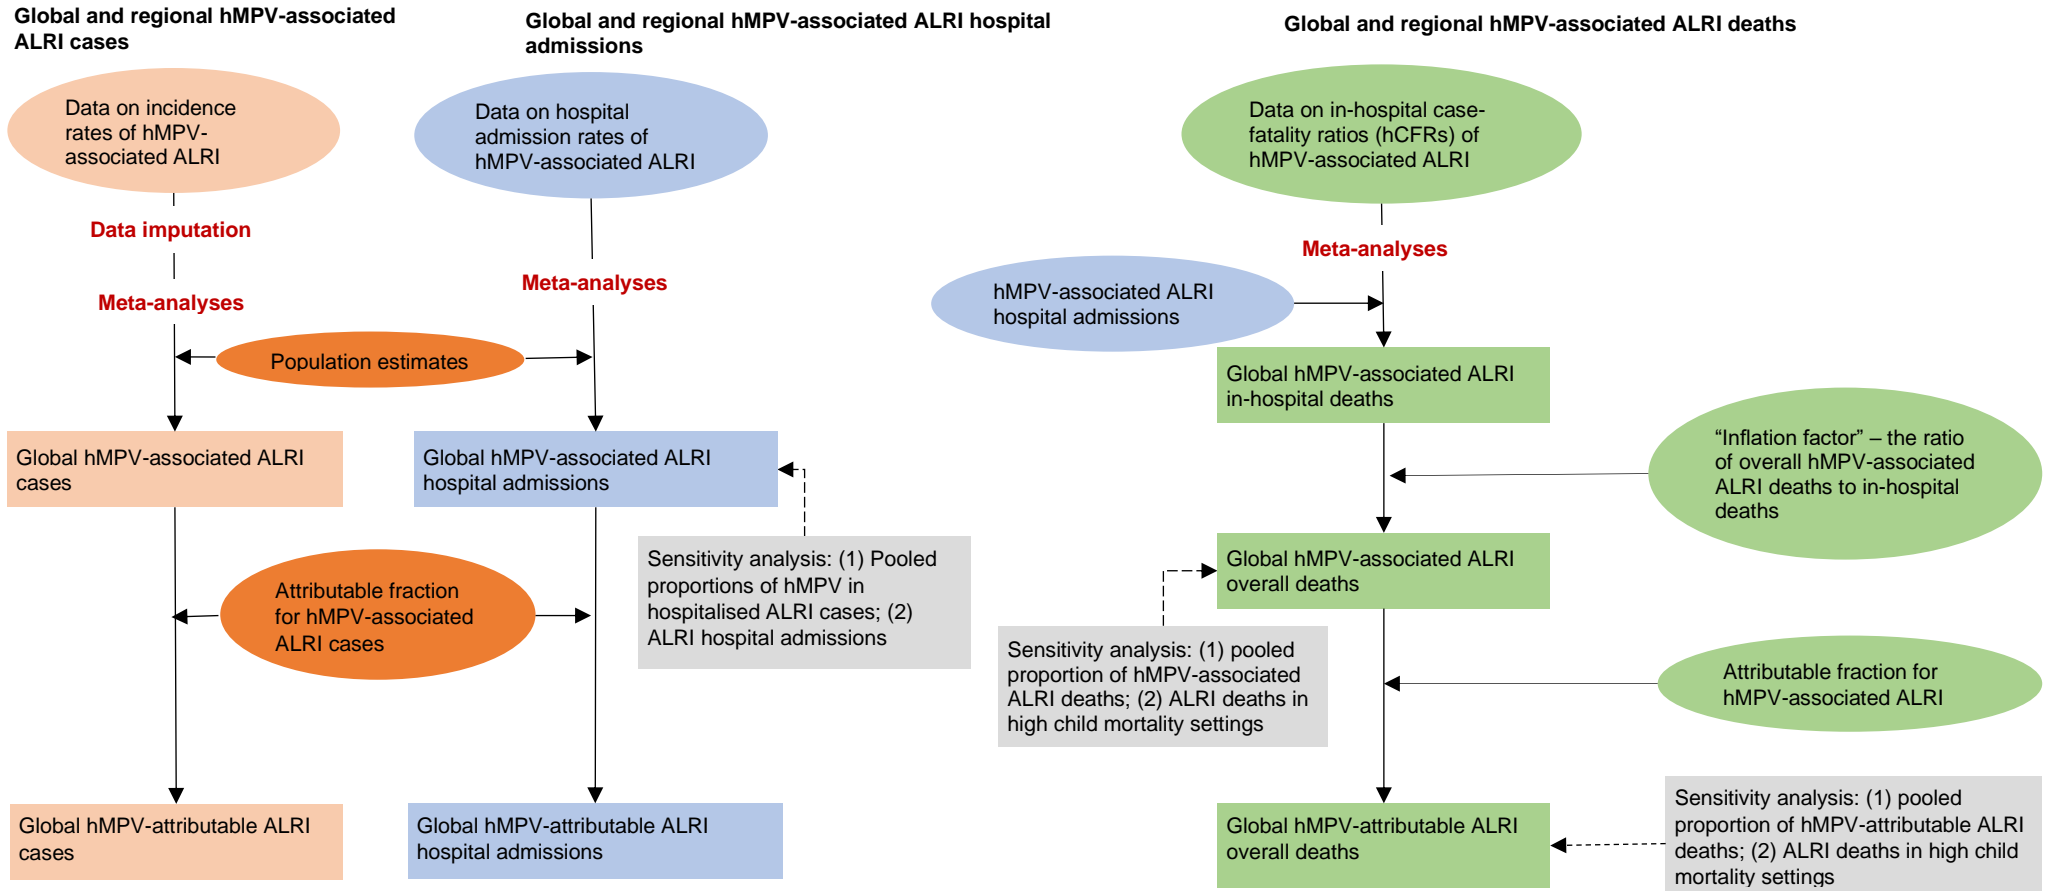 Global and regional hMPV-associated
ALRI cases
Data on incidence
rates of hMPV-
associated ALRI
Data imputation
Meta-analyses
Population estimates
Global hMPV-associated ALRI
cases
Attributable fraction
for hMPV-associated
ALRI cases
Global hMPV-attributable ALRI
cases
Global and regional hMPV-associated ALRI hospital
admissions
Data on hospital
admission rates of
hMPV-associated ALRI
Meta-analyses
Global hMPV-associated ALRI
hospital admissions
Sensitivity analysis: (1) Pooled
proportions of hMPV in
hospitalised ALRI cases; (2)
ALRI hospital admissions
Global hMPV-attributable ALRI
hospital admissions
Global and regional hMPV-associated ALRI deaths
Data on in-hospital case-
fatality ratios (hCFRs) of
hMPV-associated ALRI
Meta-analyses
hMPV-associated ALRI
hospital admissions
Global hMPV-associated ALRI
in-hospital deaths
“Inflation factor” – the ratio
of overall hMPV-associated
ALRI deaths to in-hospital
deaths
Global hMPV-associated ALRI
overall deaths
Sensitivity analysis: (1) pooled
proportion of hMPV-associated
ALRI deaths; (2) ALRI deaths in
high child mortality settings
Attributable fraction for
hMPV-associated ALRI
Global hMPV-attributable ALRI
overall deaths
Sensitivity analysis: (1) pooled
proportion of hMPV-attributable ALRI
deaths; (2) ALRI deaths in high child
mortality settings